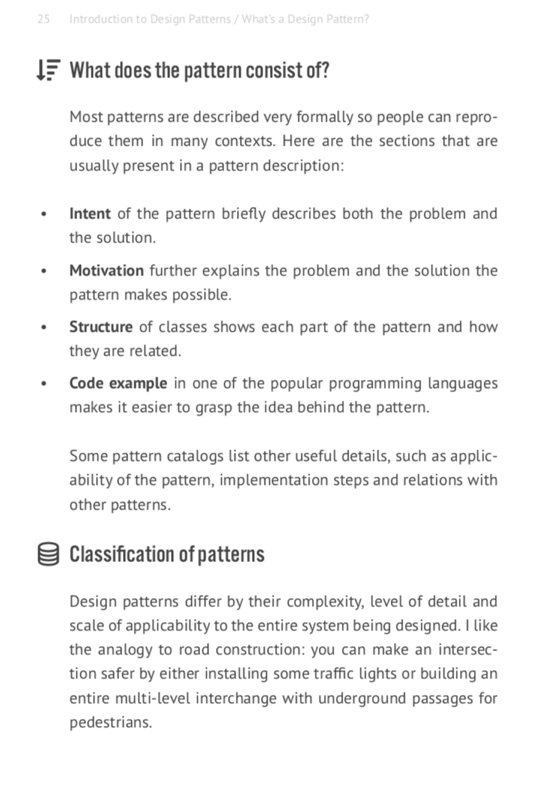 25 Introduction to Design Patterns / What's a Design Pattern?
What does the pattern consist of?
Most patterns are described very formally so people can repro-
duce them in many contexts. Here are the sections that are
usually present in a pattern description:
• Intent of the pattern briefly describes both the problem and
the solution.
• Motivation further explains the problem and the solution the
pattern makes possible.
• Structure of classes shows each part of the pattern and how
they are related.
• Code example in one of the popular programming languages
makes it easier to grasp the idea behind the pattern.
Some pattern catalogs list other useful details, such as applic-
ability of the pattern, implementation steps and relations with
other patterns.
Classification of patterns
Design patterns differ by their complexity, level of detail and
scale of applicability to the entire system being designed. I like
the analogy to road construction: you can make an intersec-
tion safer by either installing some traffic lights or building an
entire multi-level interchange with underground passages for
pedestrians.